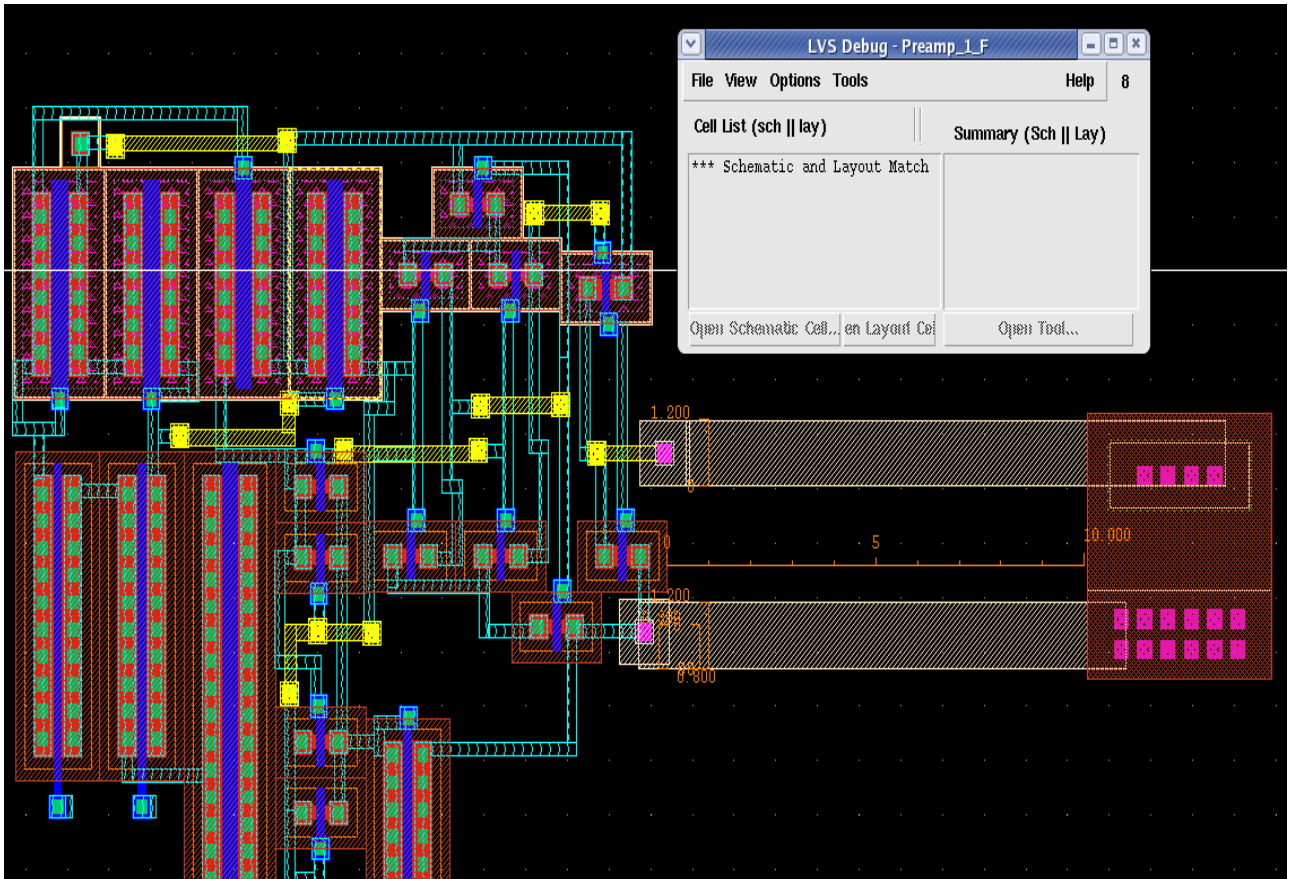 LVS Debug - Preamp_1_F
File View Options Tools Help 8
Cell List (sch || lay) Summary (Sch || Lay)
*** Schematic and Layout Match
Open Schematic Cell... en Layout Cel Open Tool...
1.200
0
0 5 10.000
1.200
0.800